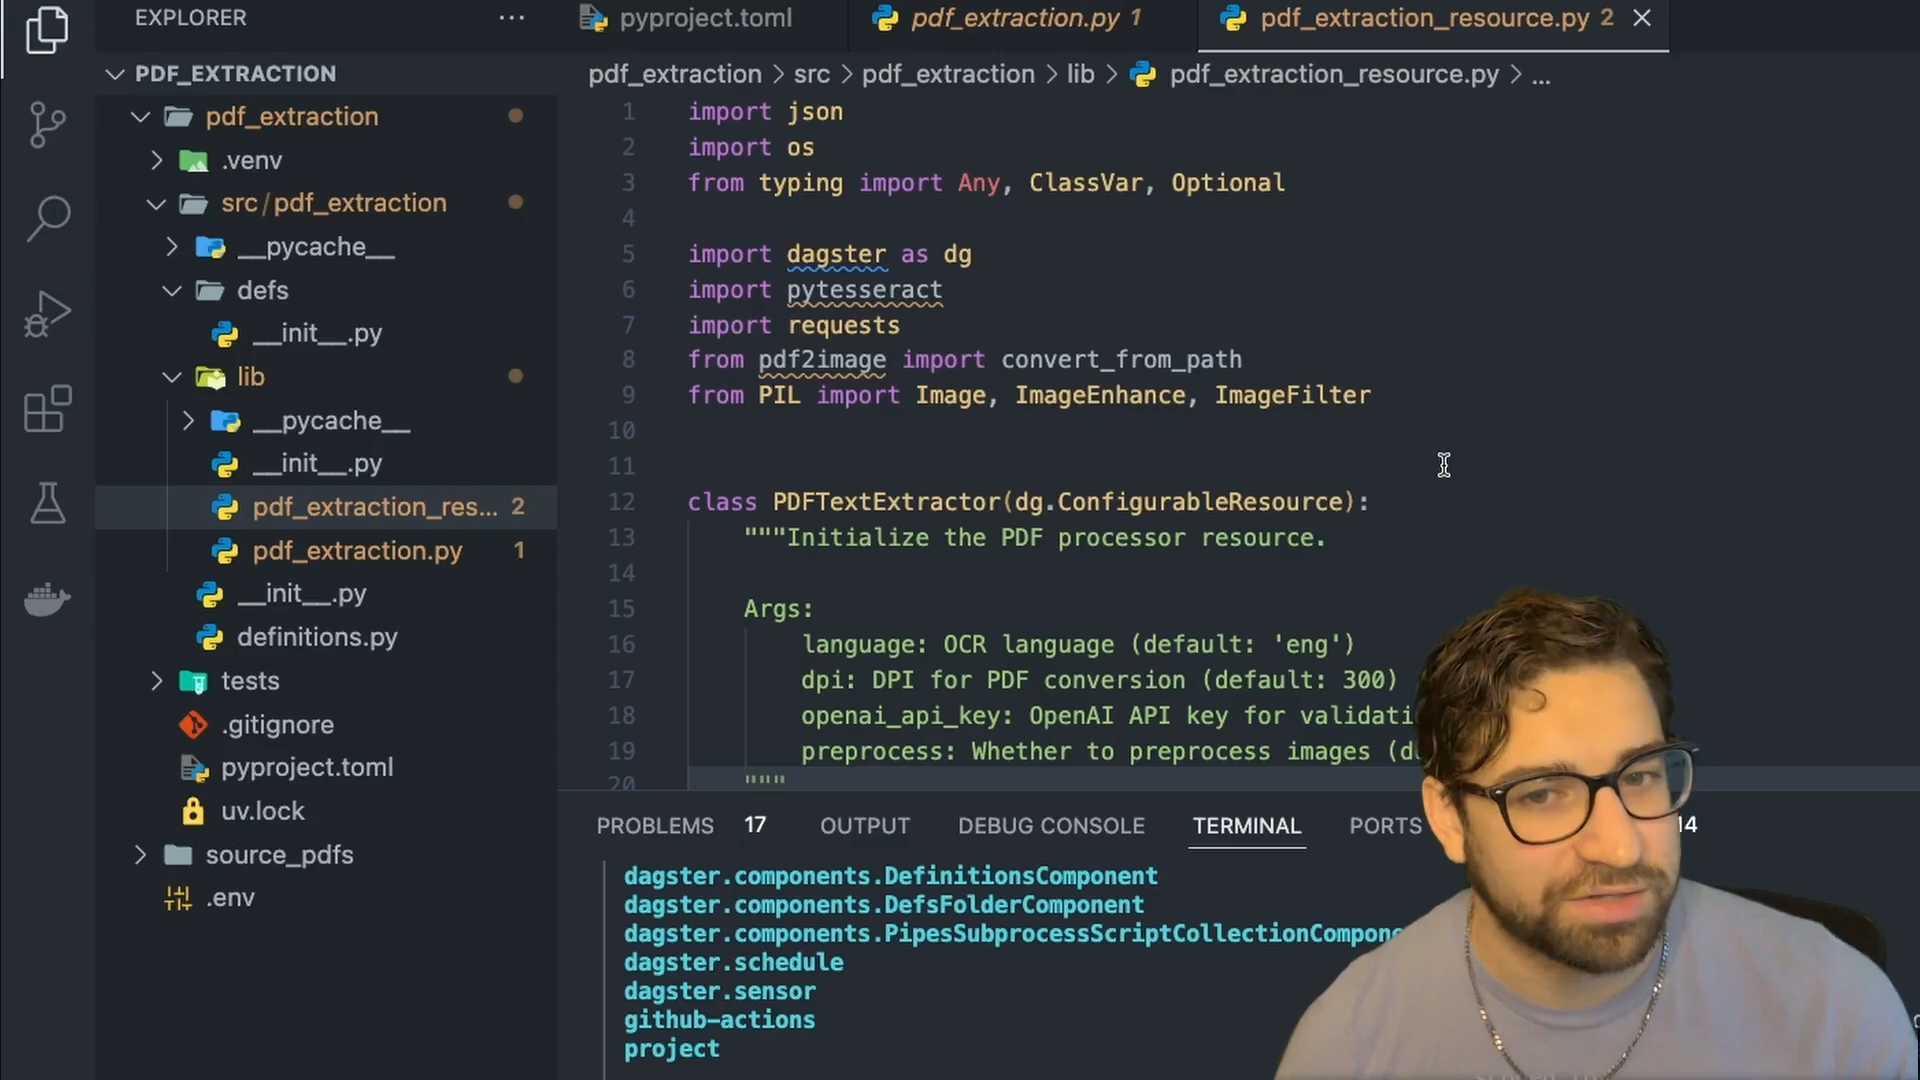 EXPLORER
PDF_EXTRACTION
pdf_extraction
.venv
src/pdf_extraction
__pycache__
defs
__init__.py
lib
__pycache__
__init__.py
pdf_extraction_res... 2
pdf_extraction.py 1
__init__.py
definitions.py
tests
.gitignore
pyproject.toml
uv.lock
source_pdfs
.env
pyproject.toml
pdf_extraction.py 1
pdf_extraction_resource.py 2
pdf_extraction > src > pdf_extraction > lib > pdf_extraction_resource.py > ...
1 import json
2 import os
3 from typing import Any, ClassVar, Optional
4
5 import dagster as dg
6 import pytesseract
7 import requests
8 from pdf2image import convert_from_path
9 from PIL import Image, ImageEnhance, ImageFilter
10
11
12 class PDFTextExtractor(dg.ConfigurableResource):
13 """Initialize the PDF processor resource.
14
15 Args:
16 language: OCR language (default: 'eng')
17 dpi: DPI for PDF conversion (default: 300)
18 openai_api_key: OpenAI API key for validati
19 preprocess: Whether to preprocess images (d
20 """
PROBLEMS 17 OUTPUT DEBUG CONSOLE TERMINAL PORTS 14
dagster.components.DefinitionsComponent
dagster.components.DefsFolderComponent
dagster.components.PipesSubprocessScriptCollectionCompone
dagster.schedule
dagster.sensor
github-actions
project